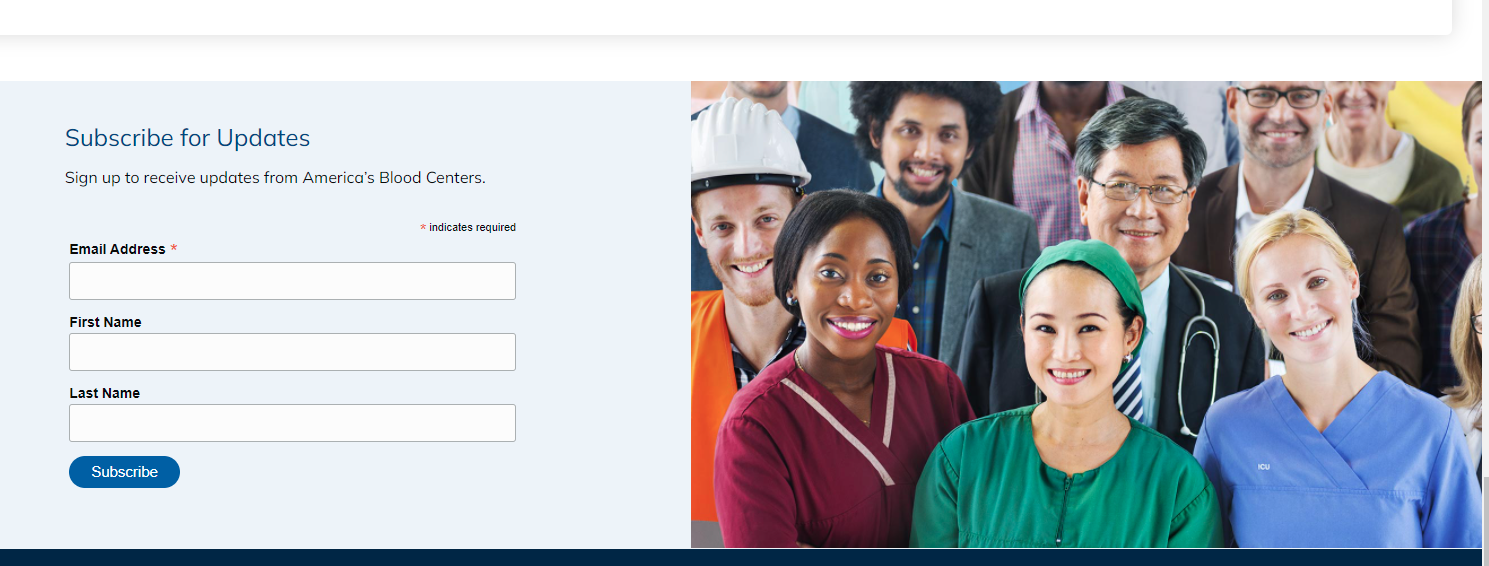 Subscribe for Updates
Sign up to receive updates from America's Blood Centers.
* indicates required
Email Address *
First Name
Last Name
Subscribe
ICU